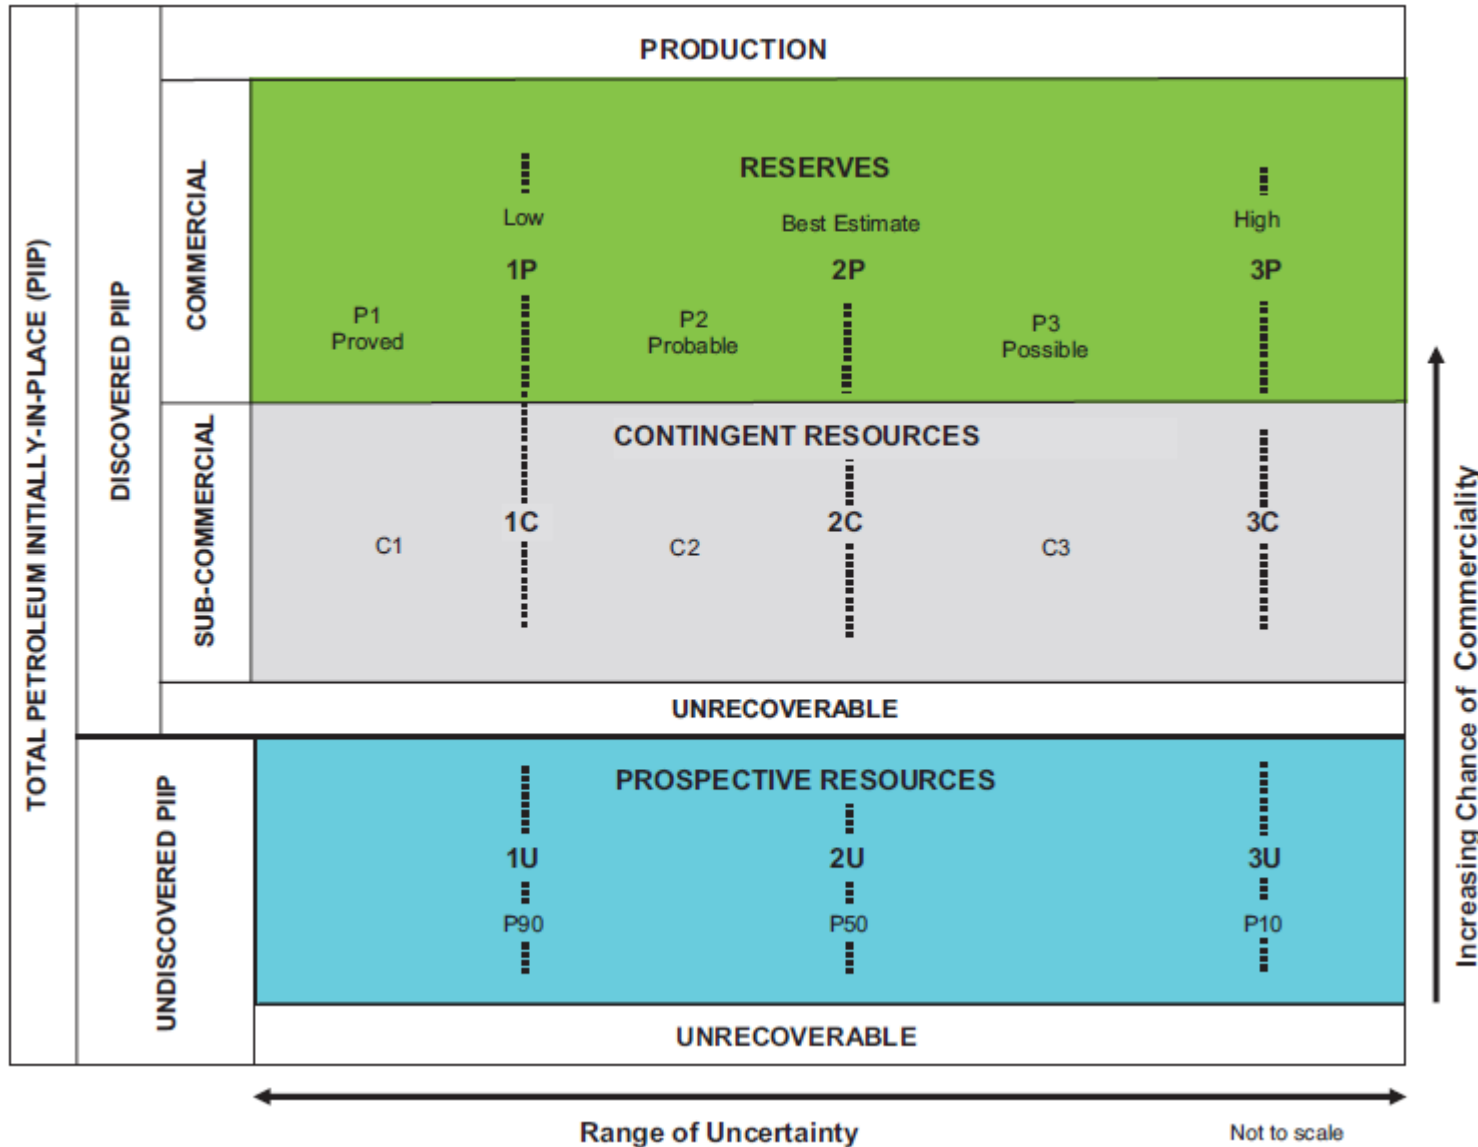 PRODUCTION
TOTAL PETROLEUM INITIALLY-IN-PLACE (PIIP)
DISCOVERED PIIP
COMMERCIAL
RESERVES
Low
Best Estimate
High
1P
2P
3P
P1
Proved
P2
Probable
P3
Possible
SUB-COMMERCIAL
CONTINGENT RESOURCES
1C
2C
3C
C1
C2
C3
UNRECOVERABLE
UNDISCOVERED PIIP
PROSPECTIVE RESOURCES
1U
2U
3U
P90
P50
P10
UNRECOVERABLE
Increasing Chance of Commerciality
Range of Uncertainty
Not to scale